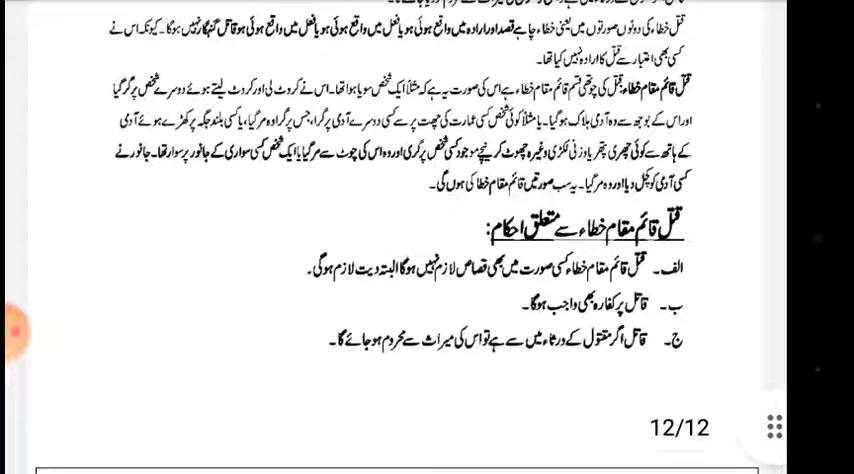 قتل خطاء کی دونوں صورتوں میں یعنی خطاء چاہے قصد اور ارادہ میں واقع ہوئی ہو یا فعل میں واقع ہوئی ہو یا فعل میں واقع ہوئی ہو قاتل گنہگار نہیں ہوگا۔ کیونکہ اس نے
کسی بھی اعتبار سے قتل کا ارادہ نہیں کیا تھا۔
قتل قائم مقام خطاء: قتل کی چوتھی قسم قائم مقام خطاء ہے اس کی صورت یہ ہے کہ مثلاً ایک شخص سویا ہوا تھا۔ اس نے کروٹ لی اور کروٹ لیتے ہوئے دوسرے شخص پر گر گیا
اور اس کے بوجھ سے وہ آدمی ہلاک ہوگیا۔ یا مثلاً کوئی شخص کسی عمارت کی چھت پر سے کسی دوسرے آدمی پر گرا، جس پر گرا وہ مر گیا، یا کسی بلند جگہ پر کھڑے ہوئے آدمی
کے ہاتھ سے کوئی چھری پتھر یا وزنی لکڑی وغیرہ چھوٹ کر نیچے موجود کسی شخص پر گری اور وہ اس کی چوٹ سے مر گیا یا ایک شخص کسی سواری کے جانور پر سوار تھا۔ جانور نے
کسی آدمی کو کچل دیا اور وہ مر گیا۔ یہ سب صورتیں قائم مقام خطا کی ہوں گی۔
قتل قائم مقام خطاء سے متعلق احکام:
الف۔ قتل قائم مقام خطاء کسی صورت میں بھی قصاص لازم نہیں ہوگا البتہ دیت لازم ہوگی۔
ب۔ قاتل پر کفارہ بھی واجب ہوگا۔
ج۔ قاتل اگر مقتول کے ورثاء میں سے ہے تو اس کی میراث سے محروم ہو جائے گا۔
12/12